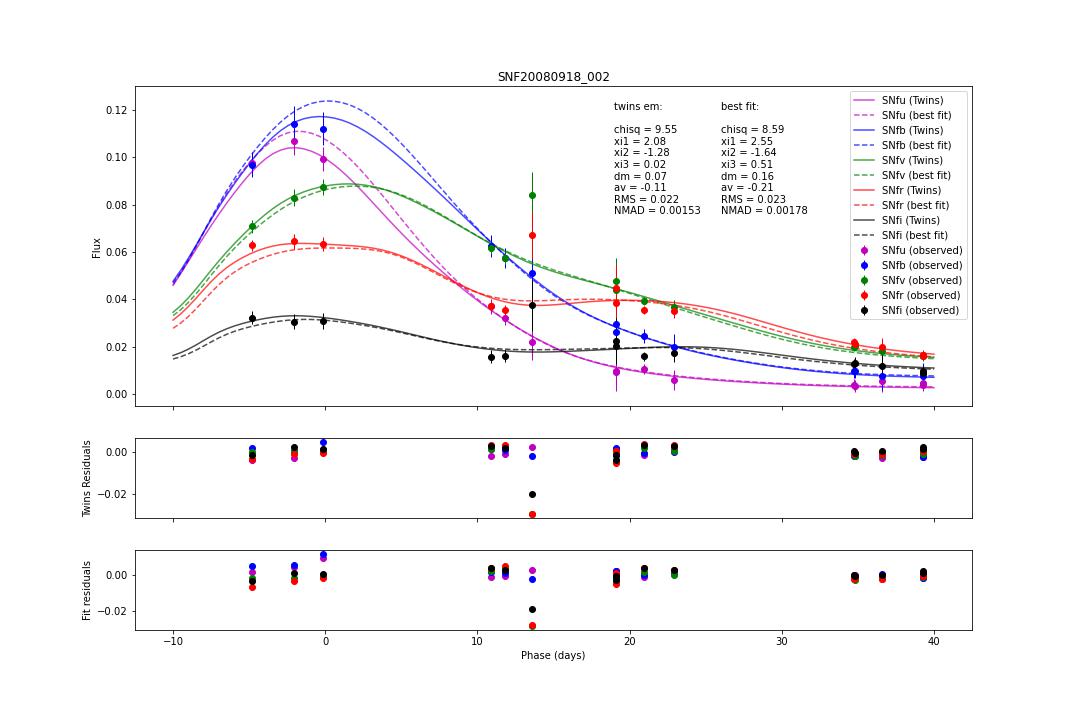 SNF20080918_002
Flux
0.12
0.10
0.08
0.06
0.04
0.02
0.00
twins em:
chisq = 9.55
xi1 = 2.08
xi2 = -1.28
xi3 = 0.02
dm = 0.07
av = -0.11
RMS = 0.022
NMAD = 0.00153
best fit:
chisq = 8.59
xi1 = 2.55
xi2 = -1.64
xi3 = 0.51
dm = 0.16
av = -0.21
RMS = 0.023
NMAD = 0.00178
SNfu (Twins)
SNfu (best fit)
SNfb (Twins)
SNfb (best fit)
SNfv (Twins)
SNfv (best fit)
SNfr (Twins)
SNfr (best fit)
SNfi (Twins)
SNfi (best fit)
SNfu (observed)
SNfb (observed)
SNfv (observed)
SNfr (observed)
SNfi (observed)
Twins Residuals
0.00
−0.02
Fit residuals
0.00
−0.02
−10
0
10
20
30
40
Phase (days)